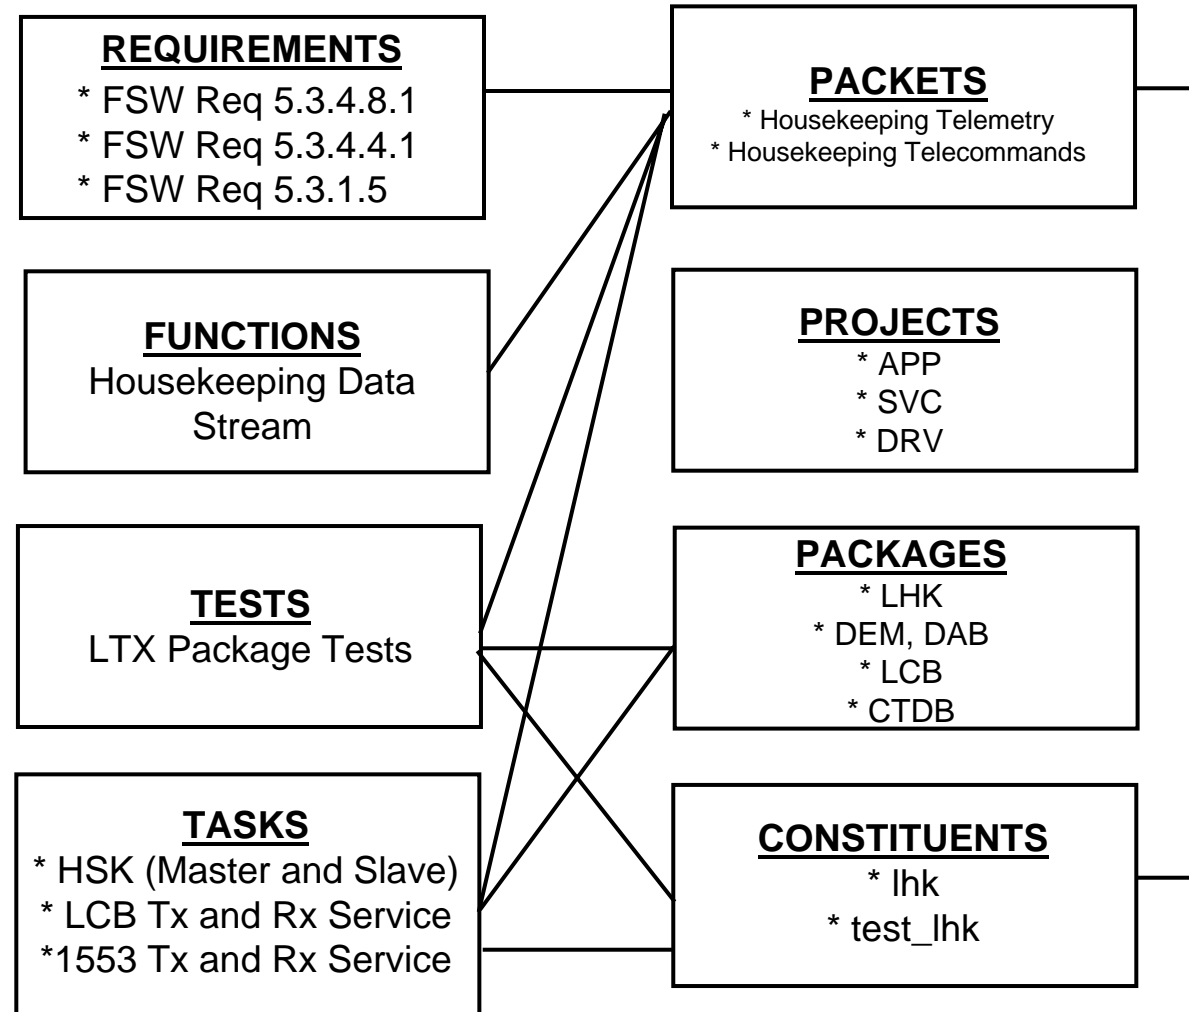 REQUIREMENTS
* FSW Req 5.3.4.8.1
* FSW Req 5.3.4.4.1
* FSW Req 5.3.1.5
PACKETS
* Housekeeping Telemetry
* Housekeeping Telecommands
FUNCTIONS
Housekeeping Data
Stream
PROJECTS
* APP
* SVC
* DRV
TESTS
LTX Package Tests
PACKAGES
* LHK
* DEM, DAB
* LCB
* CTDB
TASKS
* HSK (Master and Slave)
* LCB Tx and Rx Service
*1553 Tx and Rx Service
CONSTITUENTS
* lhk
* test_lhk